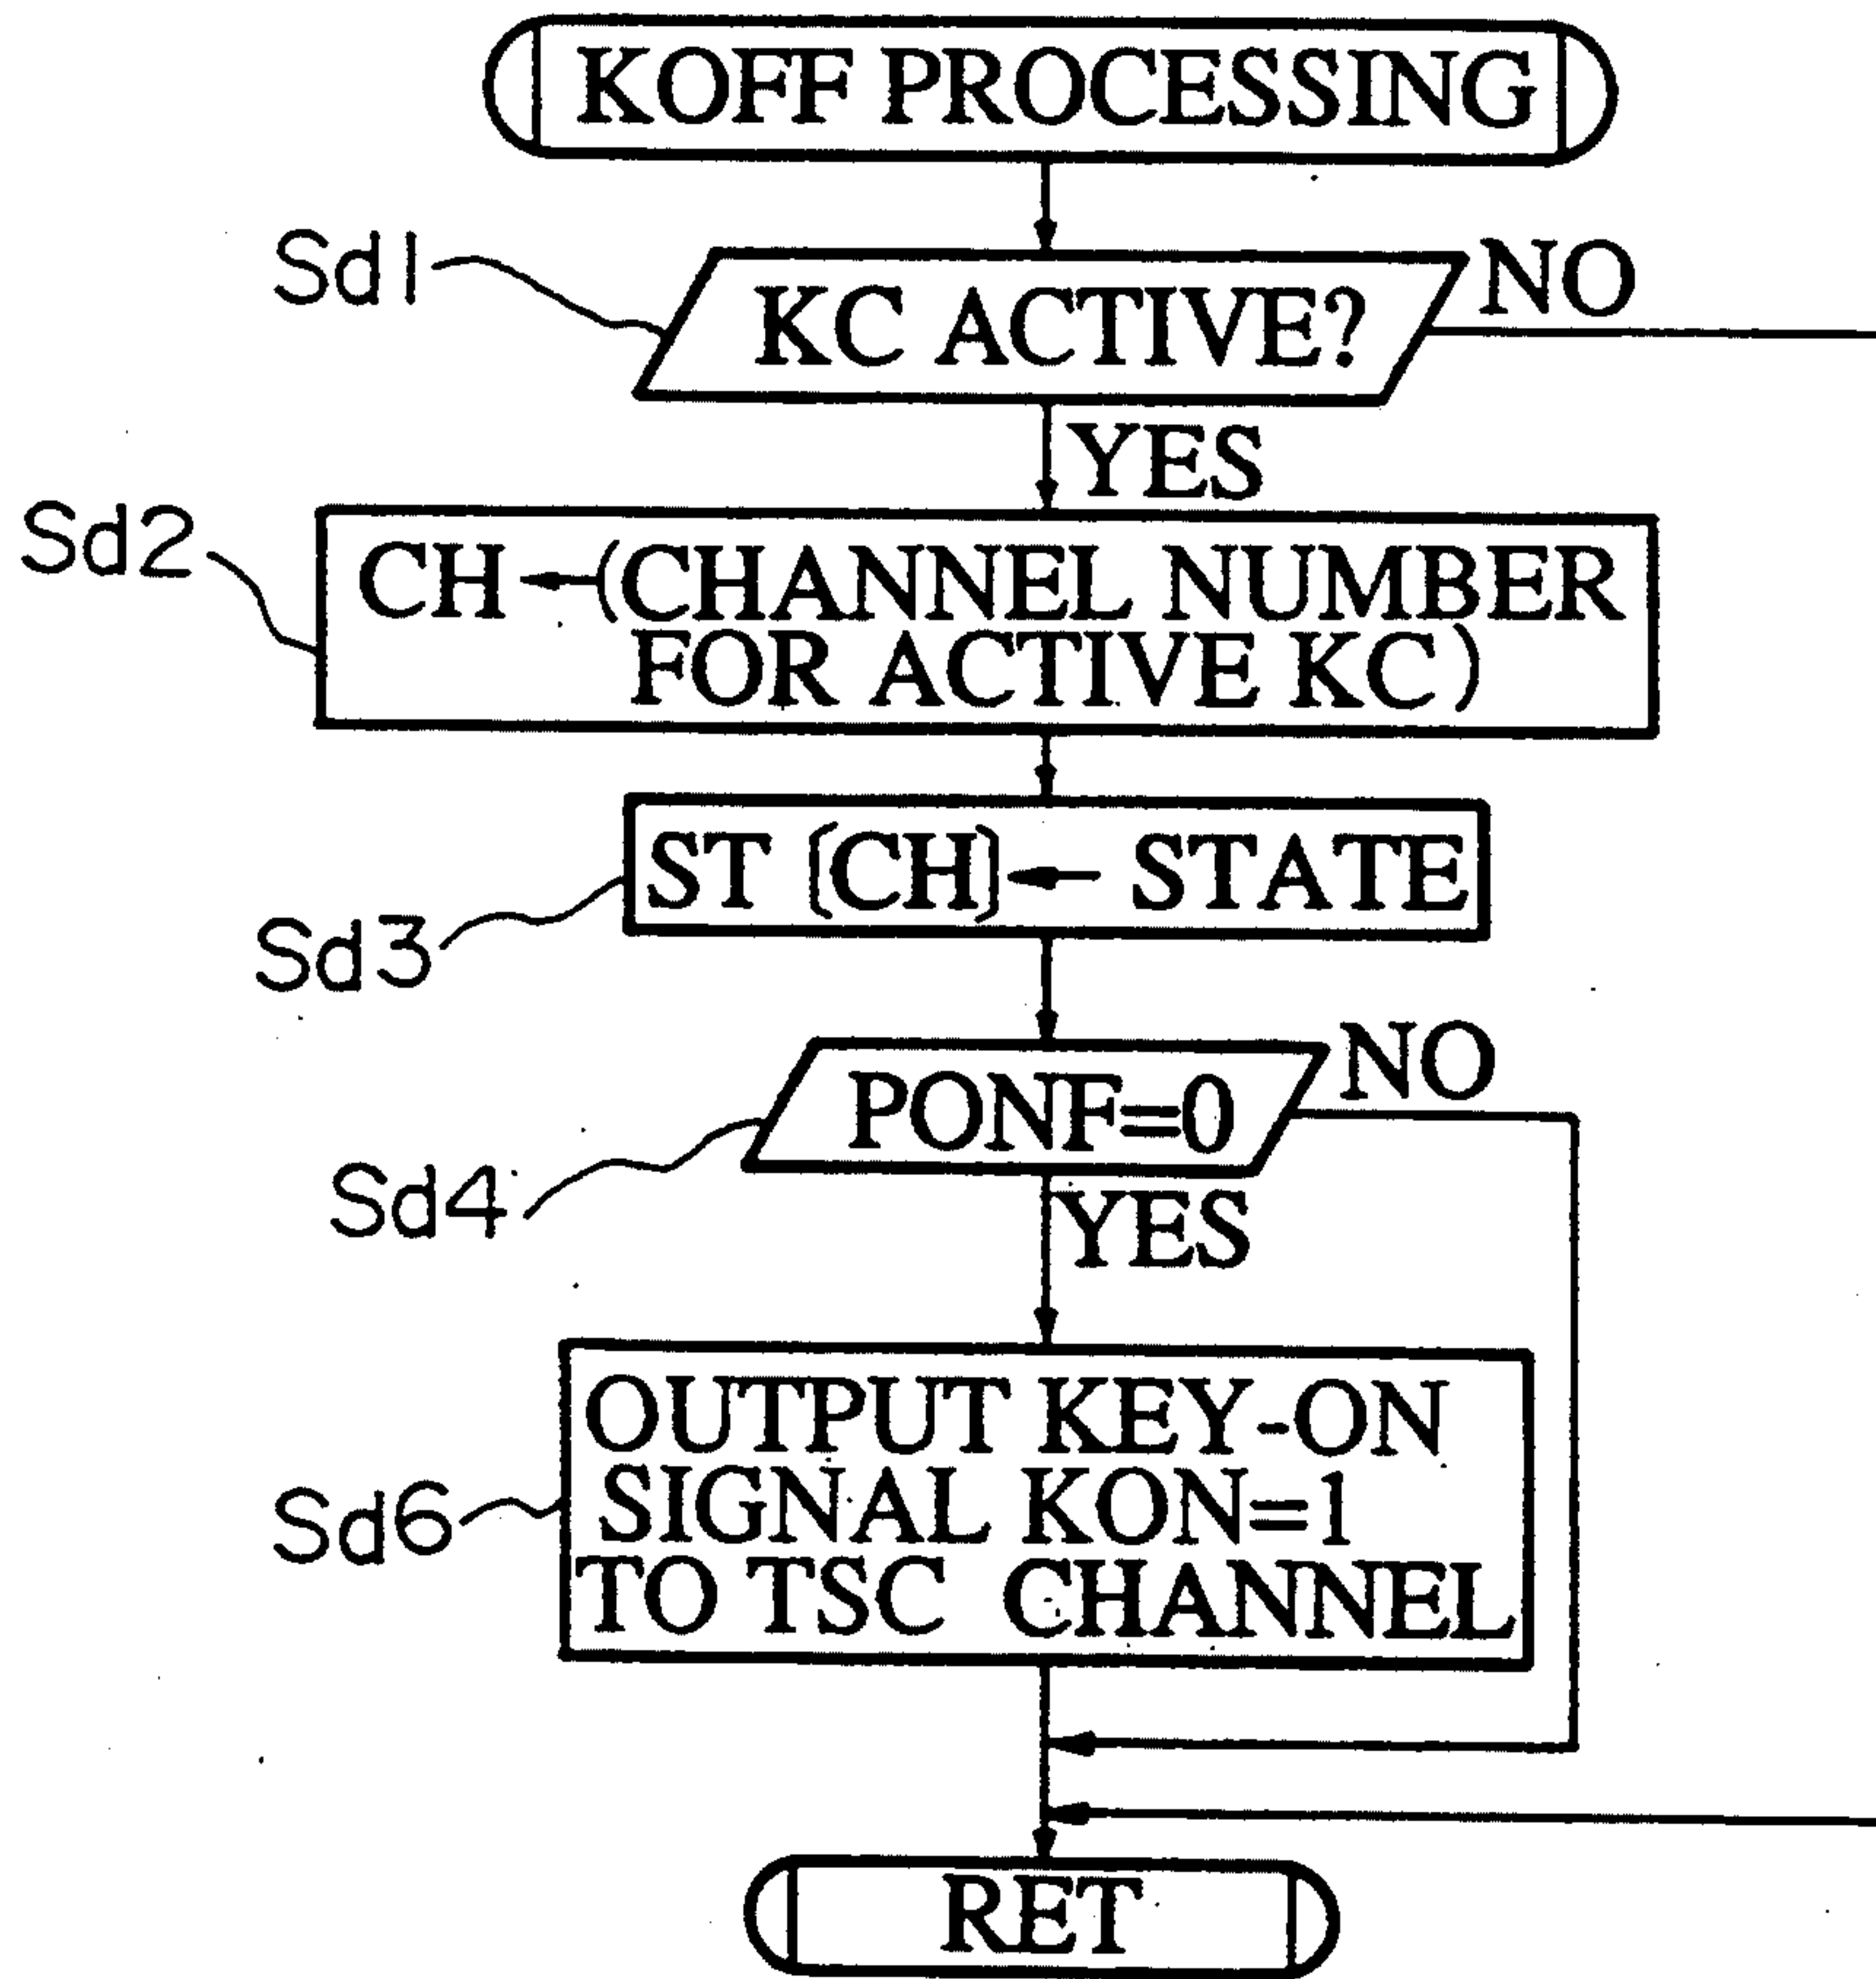 KOFF PROCESSING
Sd1
KC ACTIVE?
NO
YES
Sd2
CH ← (CHANNEL NUMBER
FOR ACTIVE KC)
ST [CH] ← STATE
Sd3
PONF=0
NO
Sd4
YES
OUTPUT KEY-ON
SIGNAL KON=1
TO TSC CHANNEL
Sd6
RET